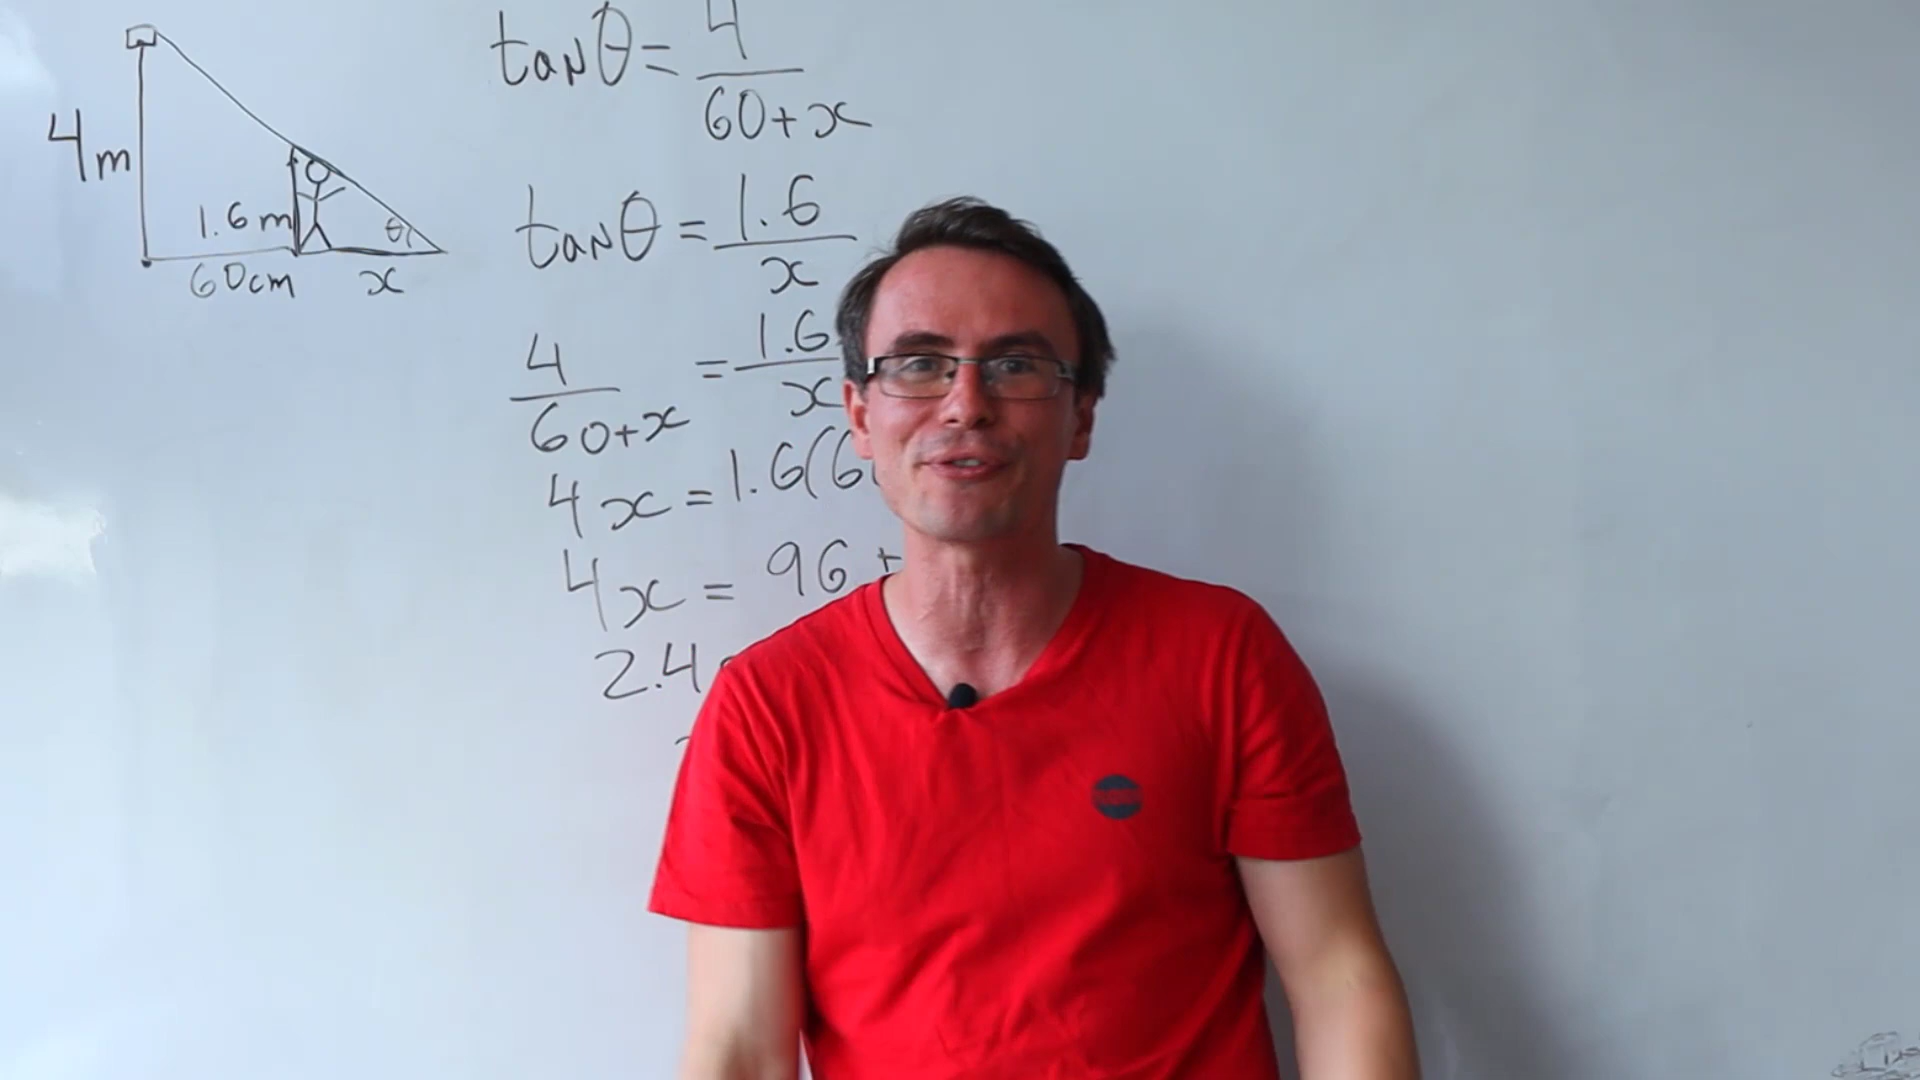 4m
1.6m
θ
60cm
x
tanθ = 4 / 60+x
tanθ = 1.6 / x
4 / 60+x = 1.6 / x
4x = 1.6(6
4x = 96 +
2.4